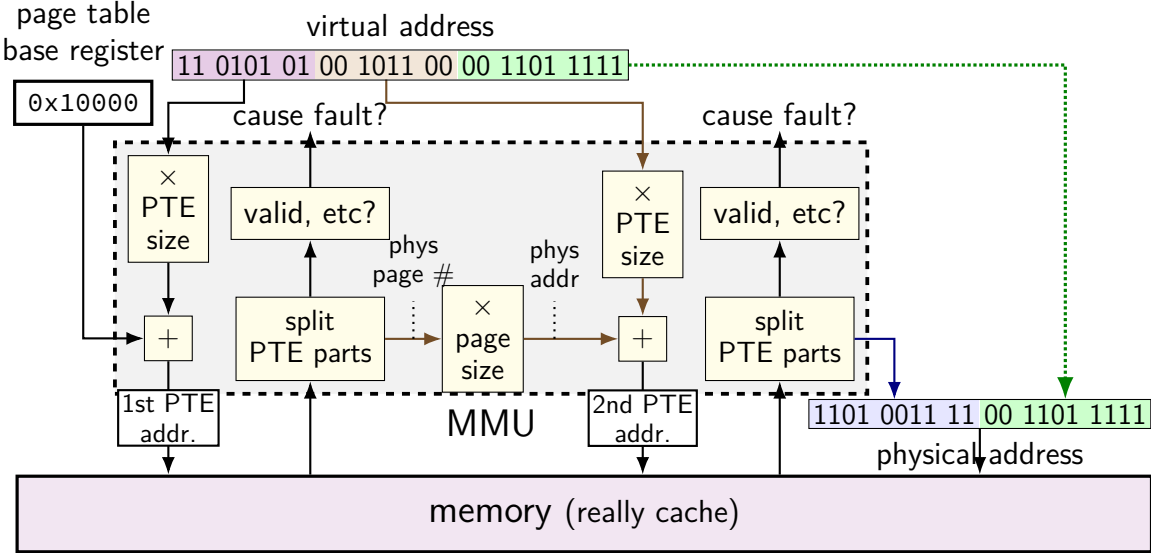 page table
base register
virtual address
11 0101 01 00 1011 00 00 1101 1111
0x10000
cause fault?
cause fault?
×
PTE
size
valid, etc?
×
PTE
size
valid, etc?
phys
page #
phys
addr
+
split
PTE parts
×
page
size
+
split
PTE parts
1st PTE
addr.
MMU
2nd PTE
addr.
1101 0011 11 00 1101 1111
physical address
memory (really cache)